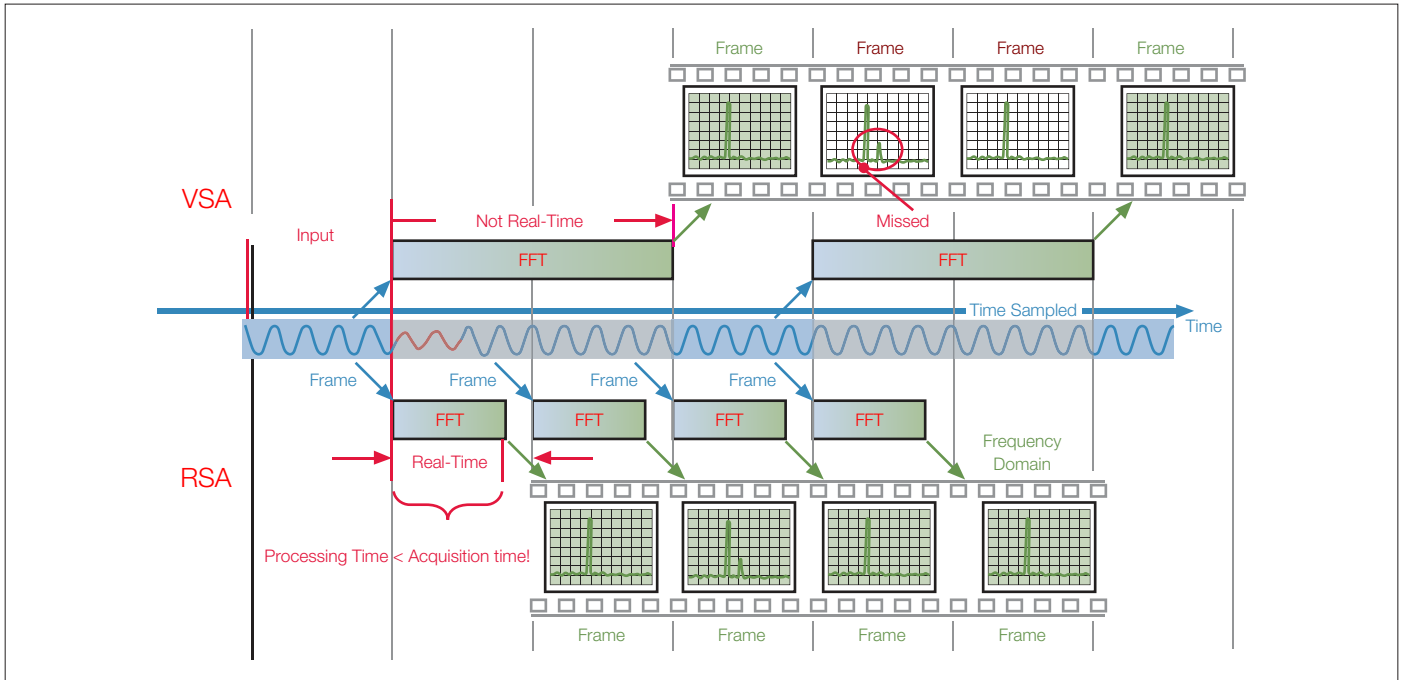 Frame Frame Frame Frame
VSA
Input
Not Real-Time
Missed
FFT FFT
Time Sampled
Time
Frame Frame Frame Frame
FFT FFT FFT FFT
Frequency
Domain
Real-Time
RSA
Processing Time < Acquisition time!
Frame Frame Frame Frame